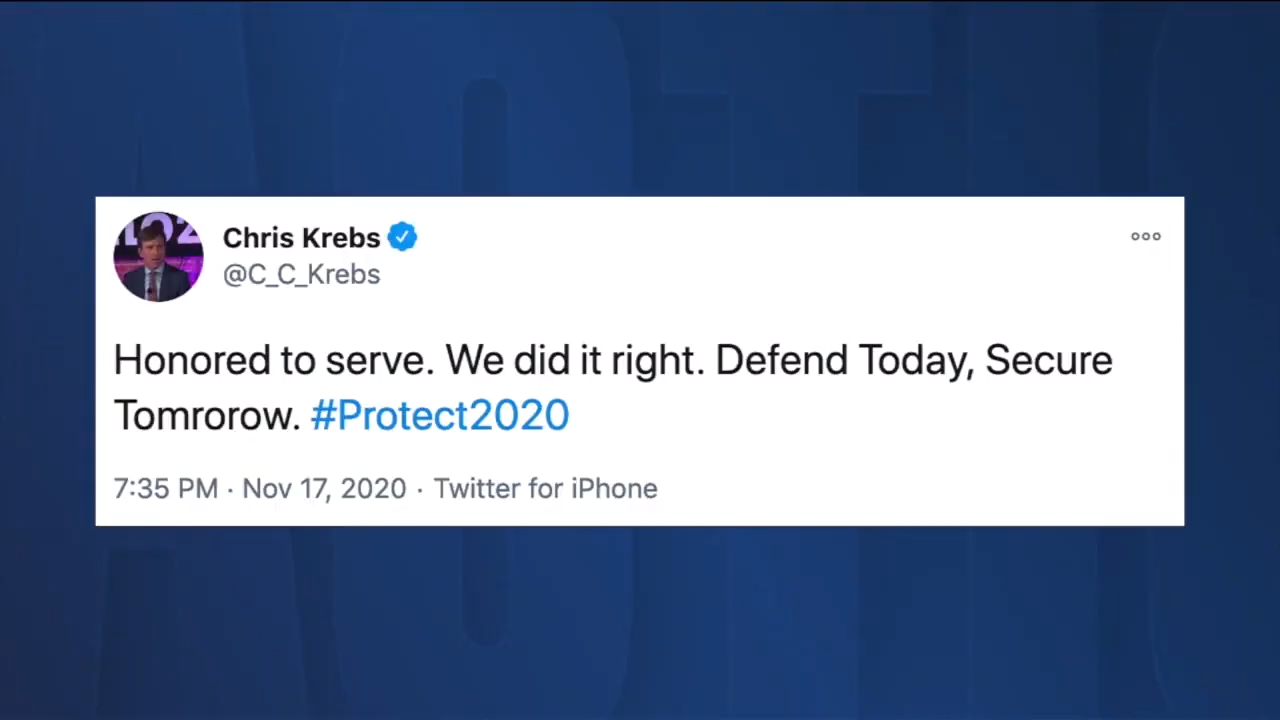 Chris Krebs
@C_C_Krebs
Honored to serve. We did it right. Defend Today, Secure
Tomrorow. #Protect2020
7:35 PM · Nov 17, 2020 · Twitter for iPhone